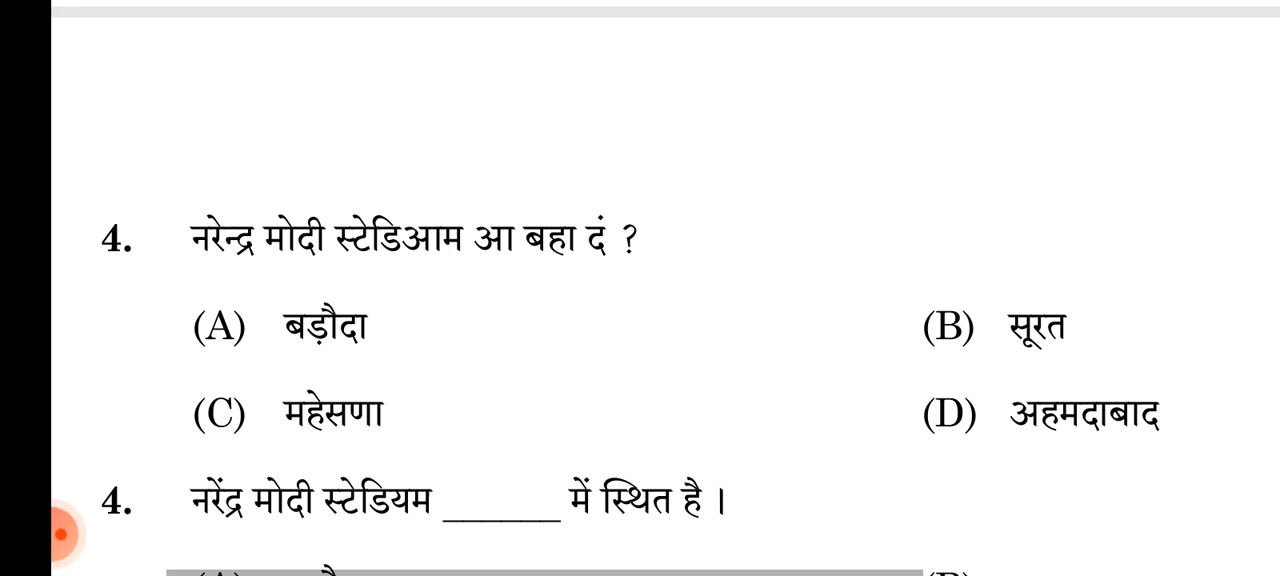 4. नरेन्द्र मोदी स्टेडिआम आ बहा दं ?
(A) बड़ौदा (B) सूरत
(C) महेसणा (D) अहमदाबाद
4. नरेंद्र मोदी स्टेडियम ______ में स्थित है ।